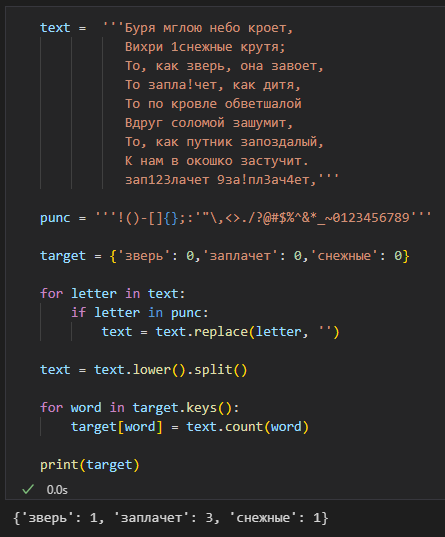 text =  '''Буря мглою небо кроет,
Вихри 1снежные крутя;
То, как зверь, она завоет,
То запла!чет, как дитя,
То по кровле обветшалой
Вдруг соломой зашумит,
То, как путник запоздалый,
К нам в окошко застучит.
зап123лачет 9за!пл3ач4ет,'''
punc = '''!()-[]{};:'"\,<>./?@#$%^&*_~0123456789'''
target = {'зверь': 0,'заплачет': 0,'снежные': 0}
for letter in text:
if letter in punc:
text = text.replace(letter, '')
text = text.lower().split()
for word in target.keys():
target[word] = text.count(word)
print(target)
0.0s
{'зверь': 1, 'заплачет': 3, 'снежные': 1}